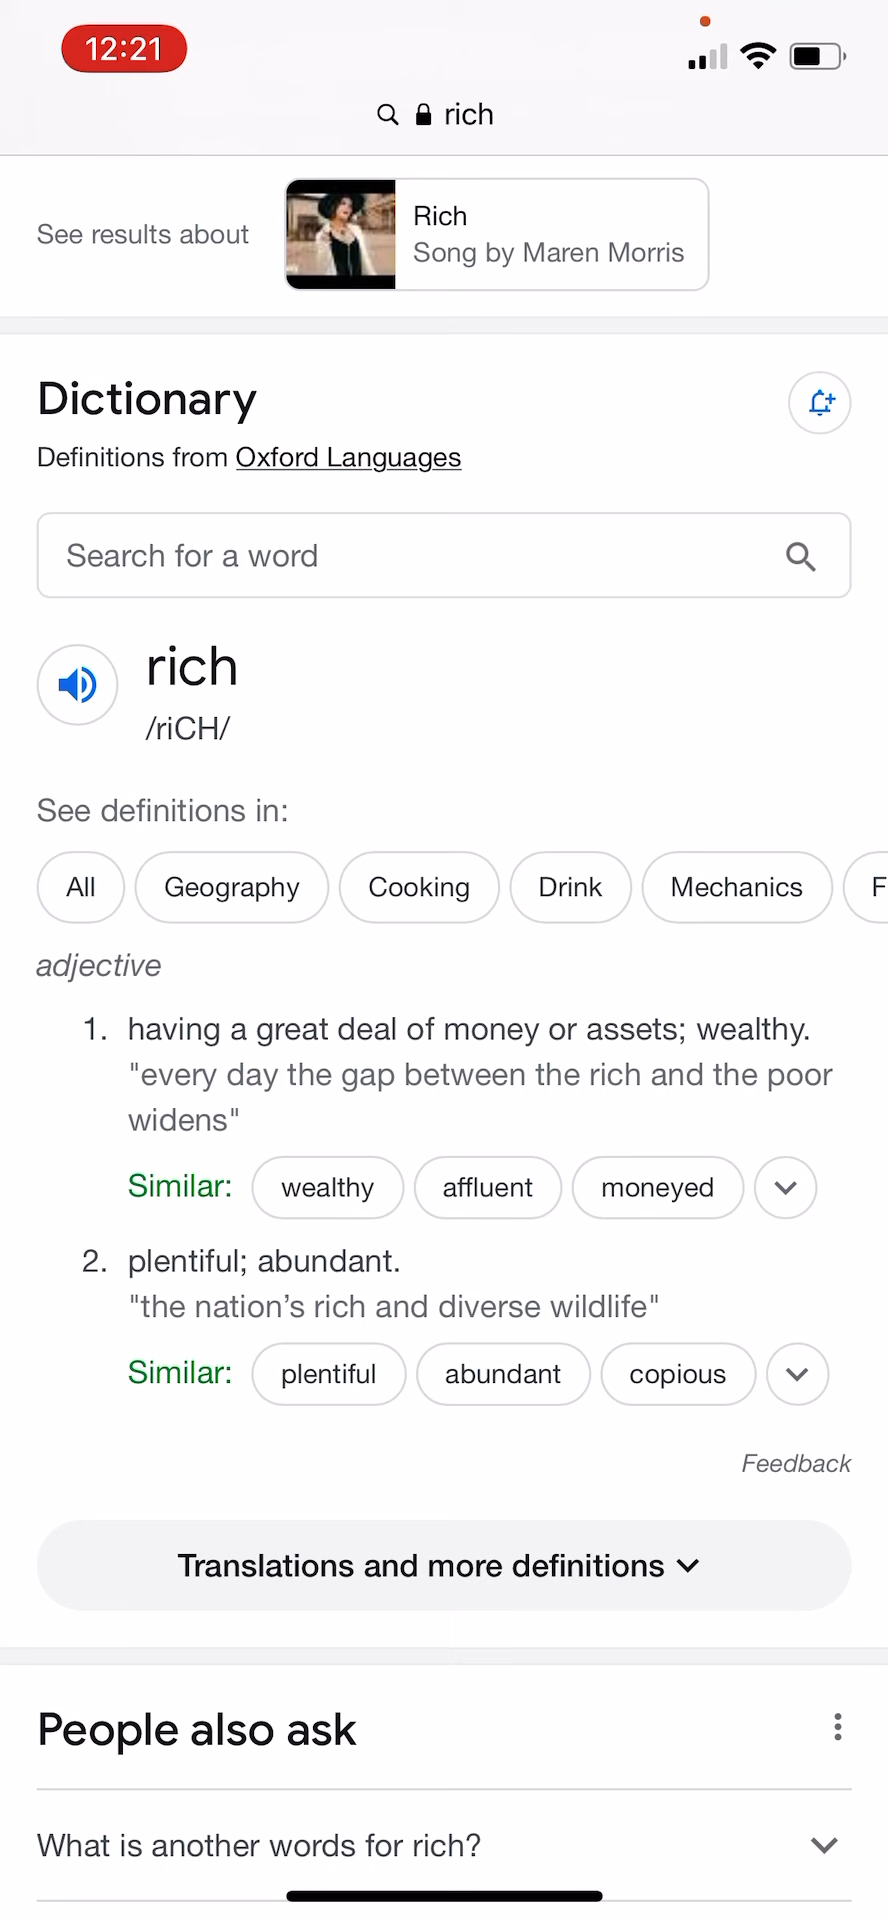 12:21
rich
See results about
Rich
Song by Maren Morris
Dictionary
Definitions from Oxford Languages
Search for a word
rich
/riCH/
See definitions in:
All Geography Cooking Drink Mechanics F
adjective
1. having a great deal of money or assets; wealthy.
"every day the gap between the rich and the poor
widens"
Similar: wealthy affluent moneyed
2. plentiful; abundant.
"the nation’s rich and diverse wildlife"
Similar: plentiful abundant copious
Feedback
Translations and more definitions
People also ask
What is another words for rich?